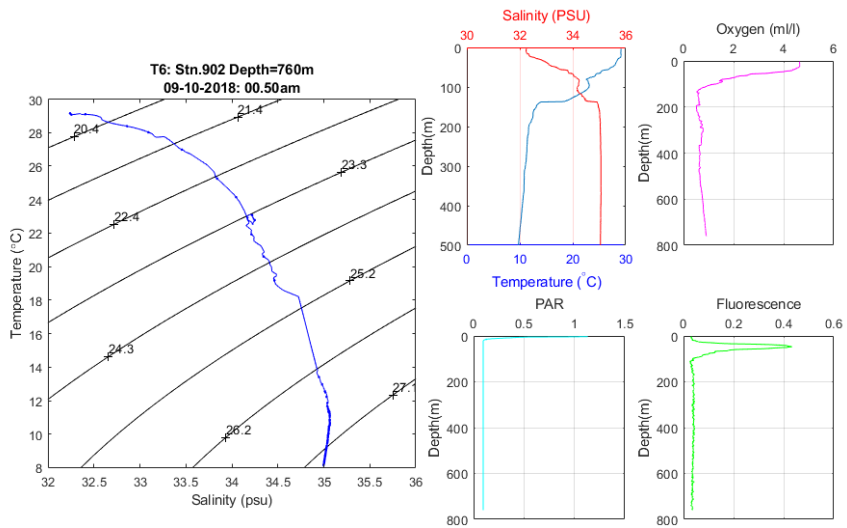 T6: Stn.902 Depth=760m
09-10-2018: 00.50am
30
28
26
24
22
20
18
16
14
12
10
8
Temperature (°C)
20.4
21.4
22.4
23.3
24.3
25.2
26.2
32
32.5
33
33.5
34
34.5
35
35.5
36
Salinity (psu)
Salinity (PSU)
30 32 34 36
0
100
200
300
400
500
Depth(m)
0 10 20 30
Temperature (°C)
Oxygen (ml/l)
0 2 4 6
0
200
400
600
800
Depth(m)
PAR
0 0.5 1 1.5
0
200
400
600
800
Depth(m)
Fluorescence
0 0.2 0.4 0.6
0
200
400
600
800
Depth(m)